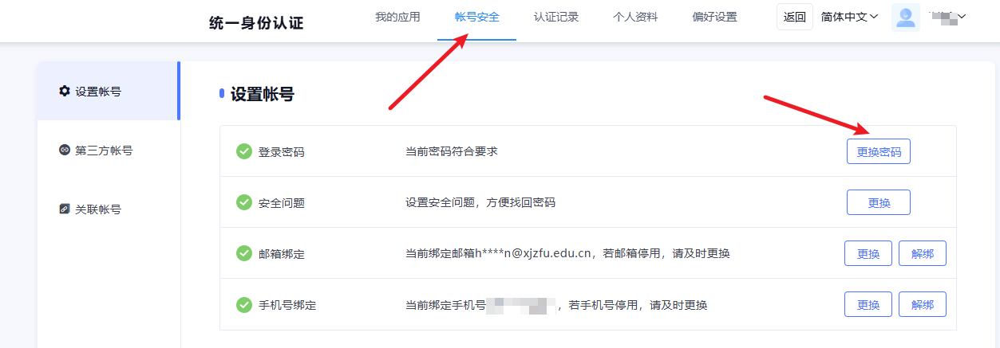 统一身份认证
我的应用 帐号安全 认证记录 个人资料 偏好设置 返回 简体中文
设置帐号
第三方帐号
关联帐号
设置帐号
登录密码 当前密码符合要求 更换密码
安全问题 设置安全问题，方便找回密码 更换
邮箱绑定 当前绑定邮箱h****n@xjzfu.edu.cn，若邮箱停用，请及时更换 更换 解绑
手机号绑定 当前绑定手机号 ，若手机号停用，请及时更换 更换 解绑